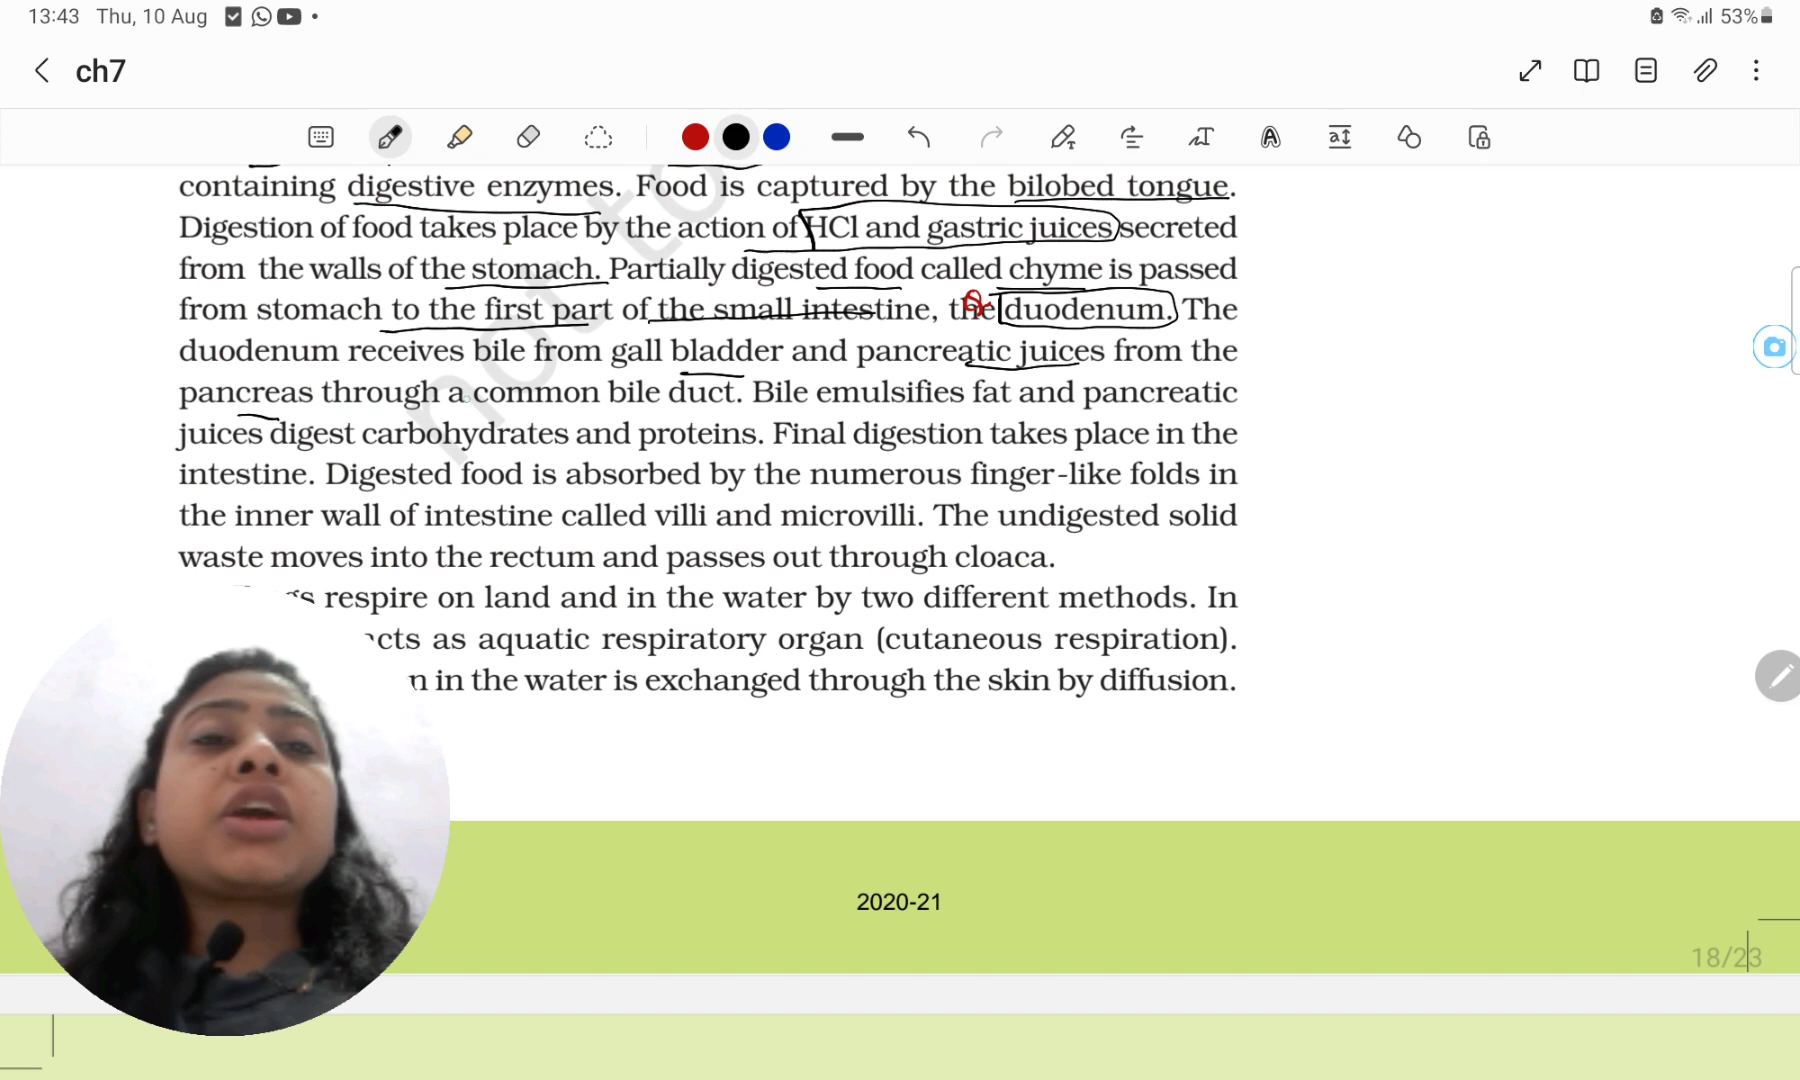 13:43 Thu, 10 Aug
53%
ch7
containing digestive enzymes. Food is captured by the bilobed tongue.
Digestion of food takes place by the action of HCl and gastric juices secreted
from the walls of the stomach. Partially digested food called chyme is passed
from stomach to the first part of the small intestine, the duodenum. The
duodenum receives bile from gall bladder and pancreatic juices from the
pancreas through a common bile duct. Bile emulsifies fat and pancreatic
juices digest carbohydrates and proteins. Final digestion takes place in the
intestine. Digested food is absorbed by the numerous finger-like folds in
the inner wall of intestine called villi and microvilli. The undigested solid
waste moves into the rectum and passes out through cloaca.
respire on land and in the water by two different methods. In
acts as aquatic respiratory organ (cutaneous respiration).
in the water is exchanged through the skin by diffusion.
not to
2020-21
18/23